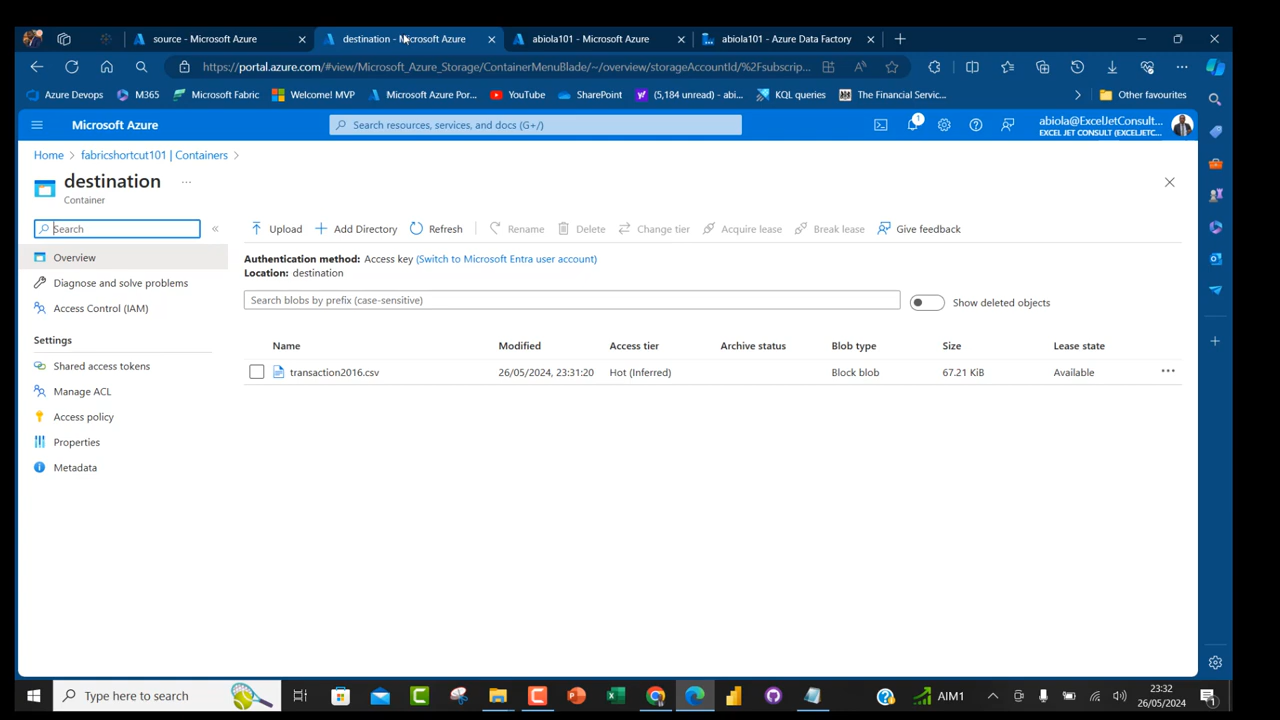 source - Microsoft Azure
destination - Microsoft Azure
abiola101 - Microsoft Azure
abiola101 - Azure Data Factory
https://portal.azure.com/#view/Microsoft_Azure_Storage/ContainerMenuBlade/~/overview/storageAccountId/%2Fsubscrip...
Azure Devops
M365
Microsoft Fabric
Welcome! MVP
Microsoft Azure Por...
YouTube
SharePoint
(5,184 unread) - abi...
KQL queries
The Financial Servic...
Other favourites
Microsoft Azure
Search resources, services, and docs (G+/)
1
abiola@ExcelJetConsult...
EXCEL JET CONSULT (EXCELJETC...
Home > fabricshortcut101 | Containers >
destination ...
Container
Search
«
Upload
Add Directory
Refresh
Rename
Delete
Change tier
Acquire lease
Break lease
Give feedback
Overview
Diagnose and solve problems
Access Control (IAM)
Settings
Shared access tokens
Manage ACL
Access policy
Properties
Metadata
Authentication method: Access key (Switch to Microsoft Entra user account)
Location: destination
Search blobs by prefix (case-sensitive)
Show deleted objects
Name Modified Access tier Archive status Blob type Size Lease state
transaction2016.csv 26/05/2024, 23:31:20 Hot (Inferred) Block blob 67.21 KiB Available ...
Type here to search
AIM1
23:32
26/05/2024
1